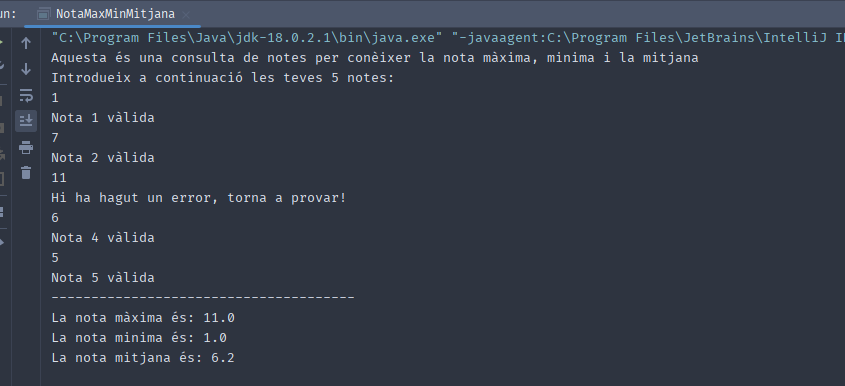 un: NotaMaxMinMitjana
"C:\Program Files\Java\jdk-18.0.2.1\bin\java.exe" "-javaagent:C:\Program Files\JetBrains\IntelliJ I
Aquesta és una consulta de notes per conèixer la nota màxima, minima i la mitjana
Introdueix a continuació les teves 5 notes:
1
Nota 1 vàlida
7
Nota 2 vàlida
11
Hi ha hagut un error, torna a provar!
6
Nota 4 vàlida
5
Nota 5 vàlida
--------------------------------------
La nota màxima és: 11.0
La nota minima és: 1.0
La nota mitjana és: 6.2